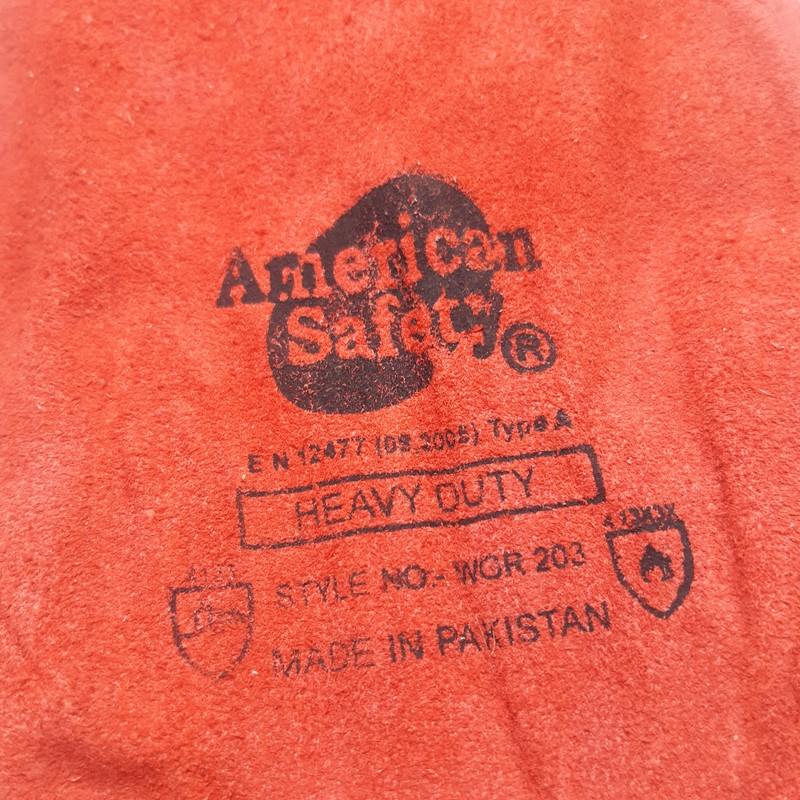 American
Safety®
EN 12477 (09.2005) Type A
HEAVY DUTY
STYLE NO:- WGR 203
MADE IN PAKISTAN